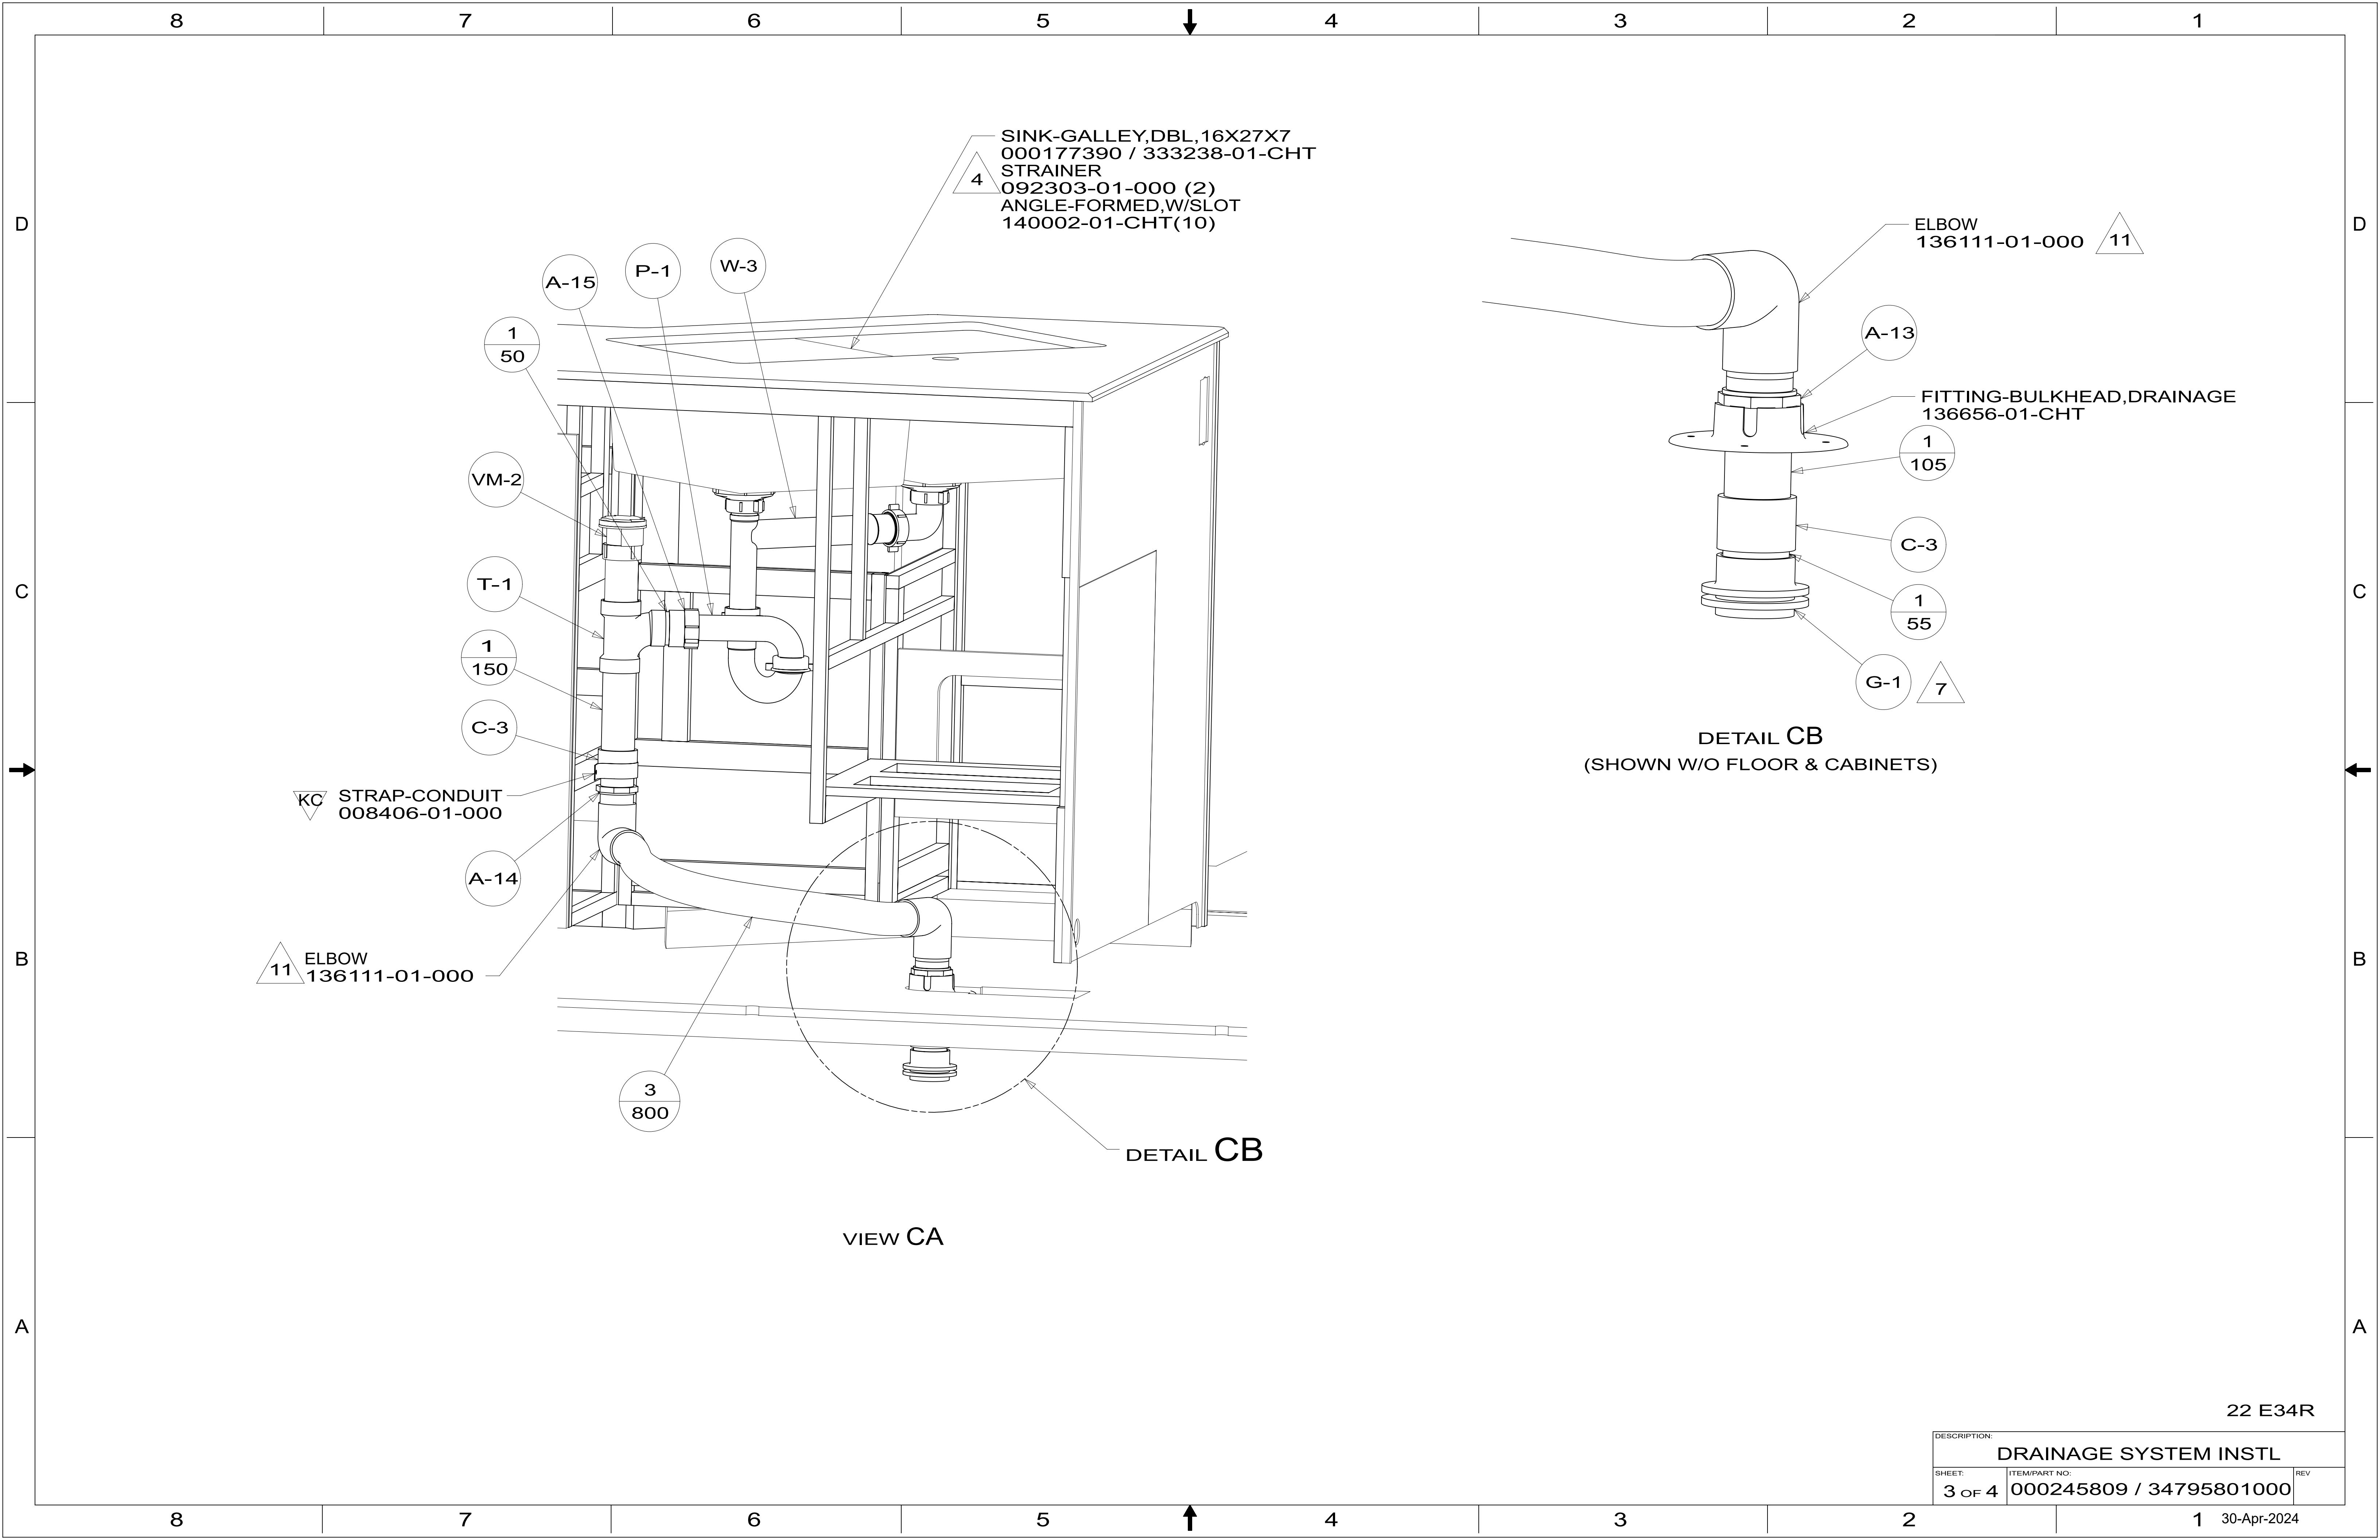 8 7 6 5 4 3 2 1
D
D
C
C
B
B
A
A
SINK-GALLEY,DBL,16X27X7
000177390 / 333238-01-CHT
4
STRAINER
092303-01-000 (2)
ANGLE-FORMED,W/SLOT
140002-01-CHT(10)
A-15
P-1
W-3
1
50
VM-2
T-1
1
150
C-3
KC
STRAP-CONDUIT
008406-01-000
A-14
11
ELBOW
136111-01-000
3
800
DETAIL CB
VIEW CA
ELBOW
136111-01-000
11
A-13
FITTING-BULKHEAD,DRAINAGE
136656-01-CHT
1
105
C-3
1
55
G-1
7
DETAIL CB
(SHOWN W/O FLOOR & CABINETS)
22 E34R
DESCRIPTION:
DRAINAGE SYSTEM INSTL
SHEET:
3 OF 4
ITEM/PART NO:
000245809 / 34795801000
REV
8 7 6 5 4 3 2 1
30-Apr-2024